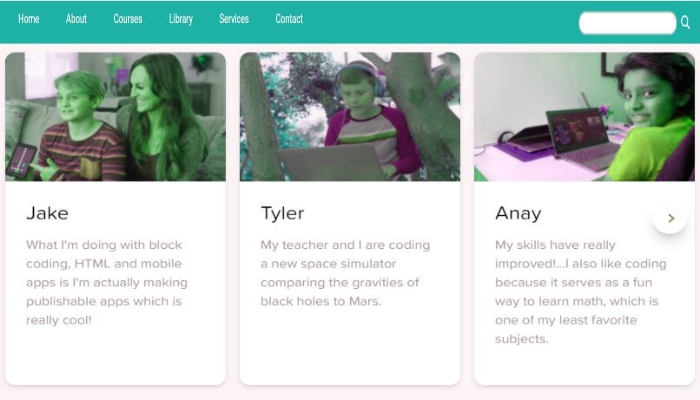 Home About Courses Library Services Contact
Jake
What I'm doing with block
coding, HTML and mobile
apps is I'm actually making
publishable apps which is
really cool!
Tyler
My teacher and I are coding
a new space simulator
comparing the gravities of
black holes to Mars.
Anay
My skills have really
improved!...I also like coding
because it serves as a fun
way to learn math, which is
one of my least favorite
subjects.